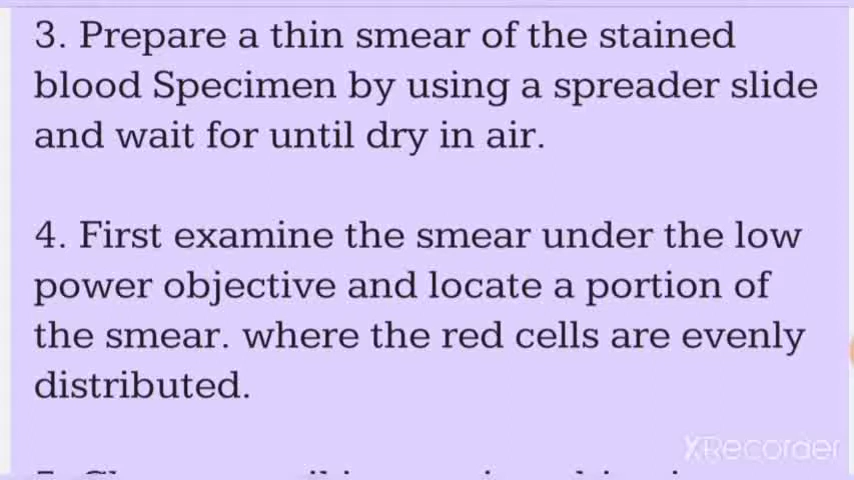 3. Prepare a thin smear of the stained
blood Specimen by using a spreader slide
and wait for until dry in air.
4. First examine the smear under the low
power objective and locate a portion of
the smear. where the red cells are evenly
distributed.
XRecorder